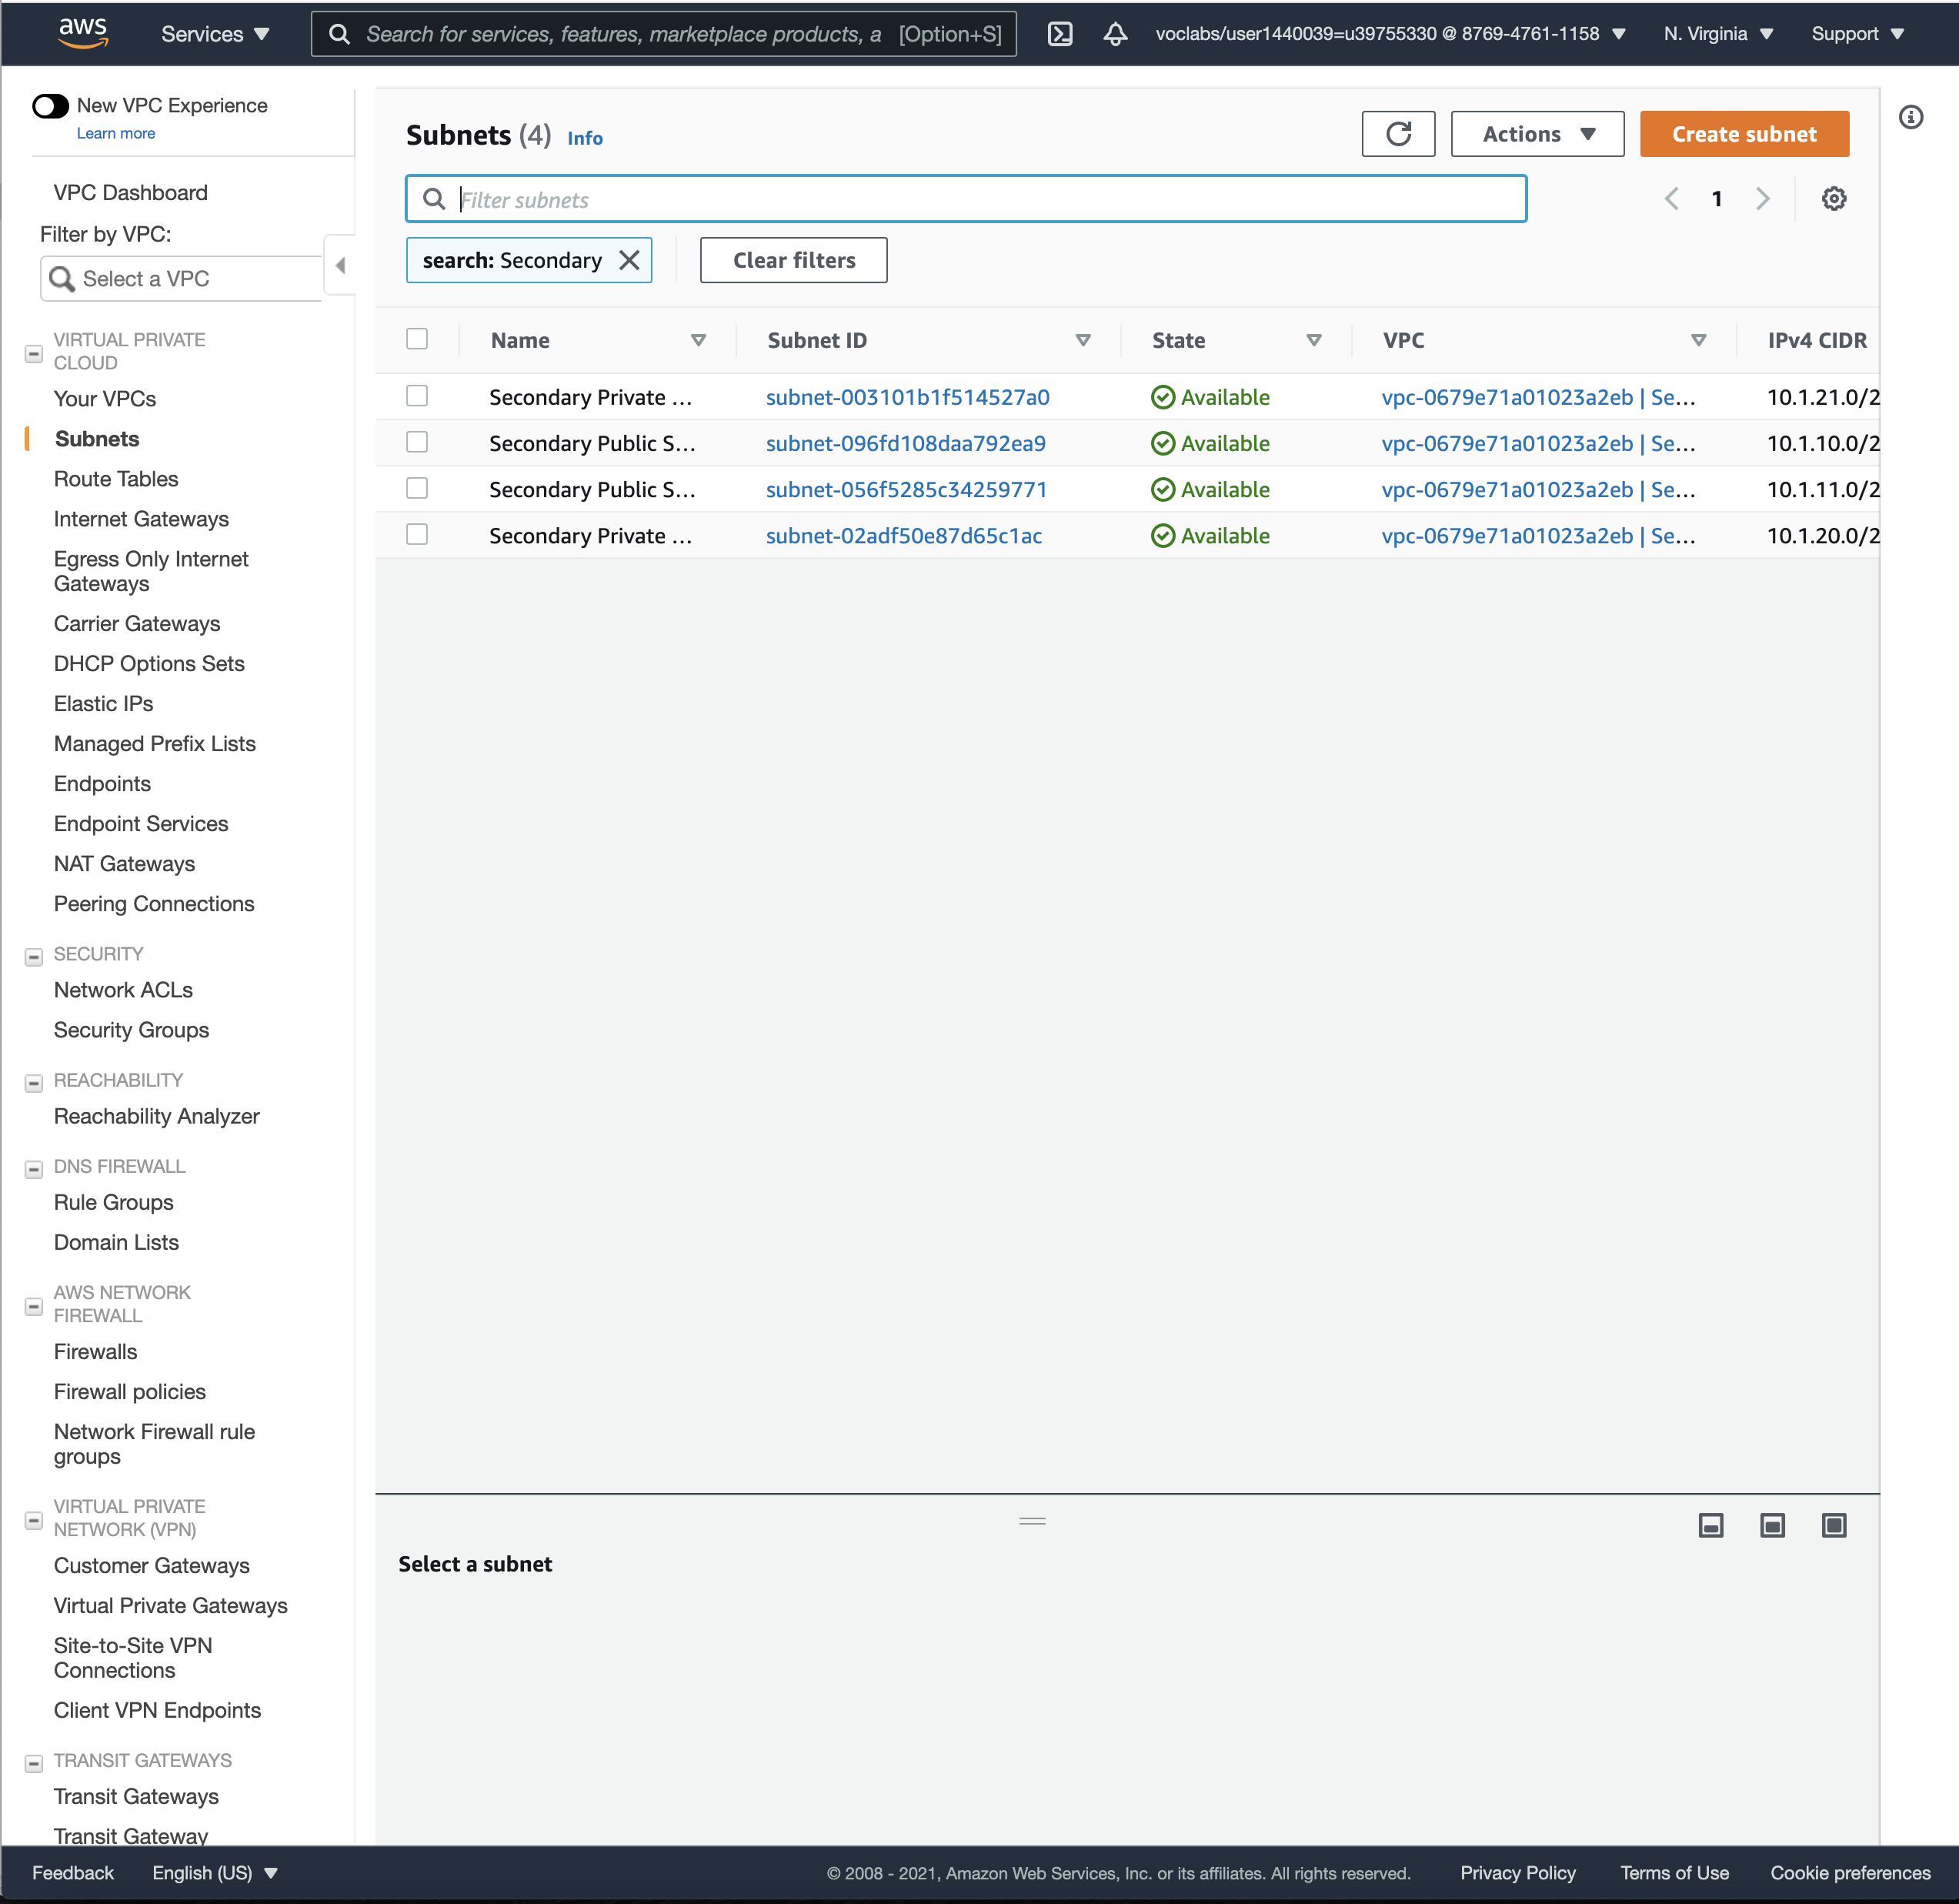 aws
Services
Search for services, features, marketplace products, a [Option+S]
voclabs/user1440039=u39755330 @ 8769-4761-1158
N. Virginia
Support
New VPC Experience
Learn more
VPC Dashboard
Filter by VPC:
Select a VPC
VIRTUAL PRIVATE
CLOUD
Your VPCs
Subnets
Route Tables
Internet Gateways
Egress Only Internet
Gateways
Carrier Gateways
DHCP Options Sets
Elastic IPs
Managed Prefix Lists
Endpoints
Endpoint Services
NAT Gateways
Peering Connections
SECURITY
Network ACLs
Security Groups
REACHABILITY
Reachability Analyzer
DNS FIREWALL
Rule Groups
Domain Lists
AWS NETWORK
FIREWALL
Firewalls
Firewall policies
Network Firewall rule
groups
VIRTUAL PRIVATE
NETWORK (VPN)
Customer Gateways
Virtual Private Gateways
Site-to-Site VPN
Connections
Client VPN Endpoints
TRANSIT GATEWAYS
Transit Gateways
Transit Gateway
Subnets (4) Info
Actions
Create subnet
Filter subnets
1
search: Secondary
Clear filters
Name Subnet ID State VPC IPv4 CIDR
Secondary Private ... subnet-003101b1f514527a0 Available vpc-0679e71a01023a2eb | Se... 10.1.21.0/2
Secondary Public S... subnet-096fd108daa792ea9 Available vpc-0679e71a01023a2eb | Se... 10.1.10.0/2
Secondary Public S... subnet-056f5285c34259771 Available vpc-0679e71a01023a2eb | Se... 10.1.11.0/2
Secondary Private ... subnet-02adf50e87d65c1ac Available vpc-0679e71a01023a2eb | Se... 10.1.20.0/2
Select a subnet
Feedback
English (US)
© 2008 - 2021, Amazon Web Services, Inc. or its affiliates. All rights reserved.
Privacy Policy
Terms of Use
Cookie preferences